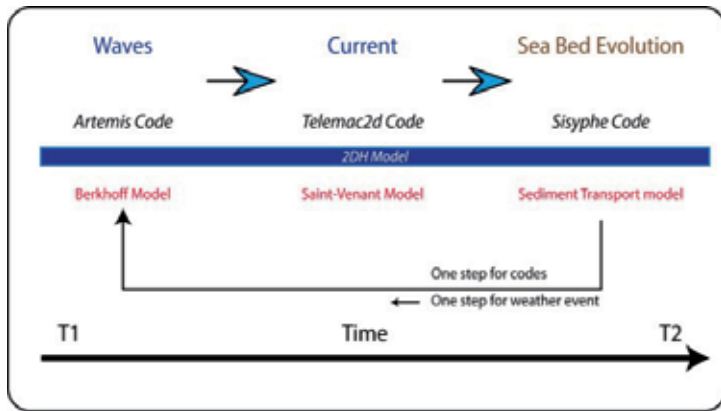 Waves Current Sea Bed Evolution
Artemis Code Telemac2d Code Sisyphe Code
2DH Model
Berkhoff Model Saint-Venant Model Sediment Transport model
One step for codes
One step for weather event
T1 Time T2